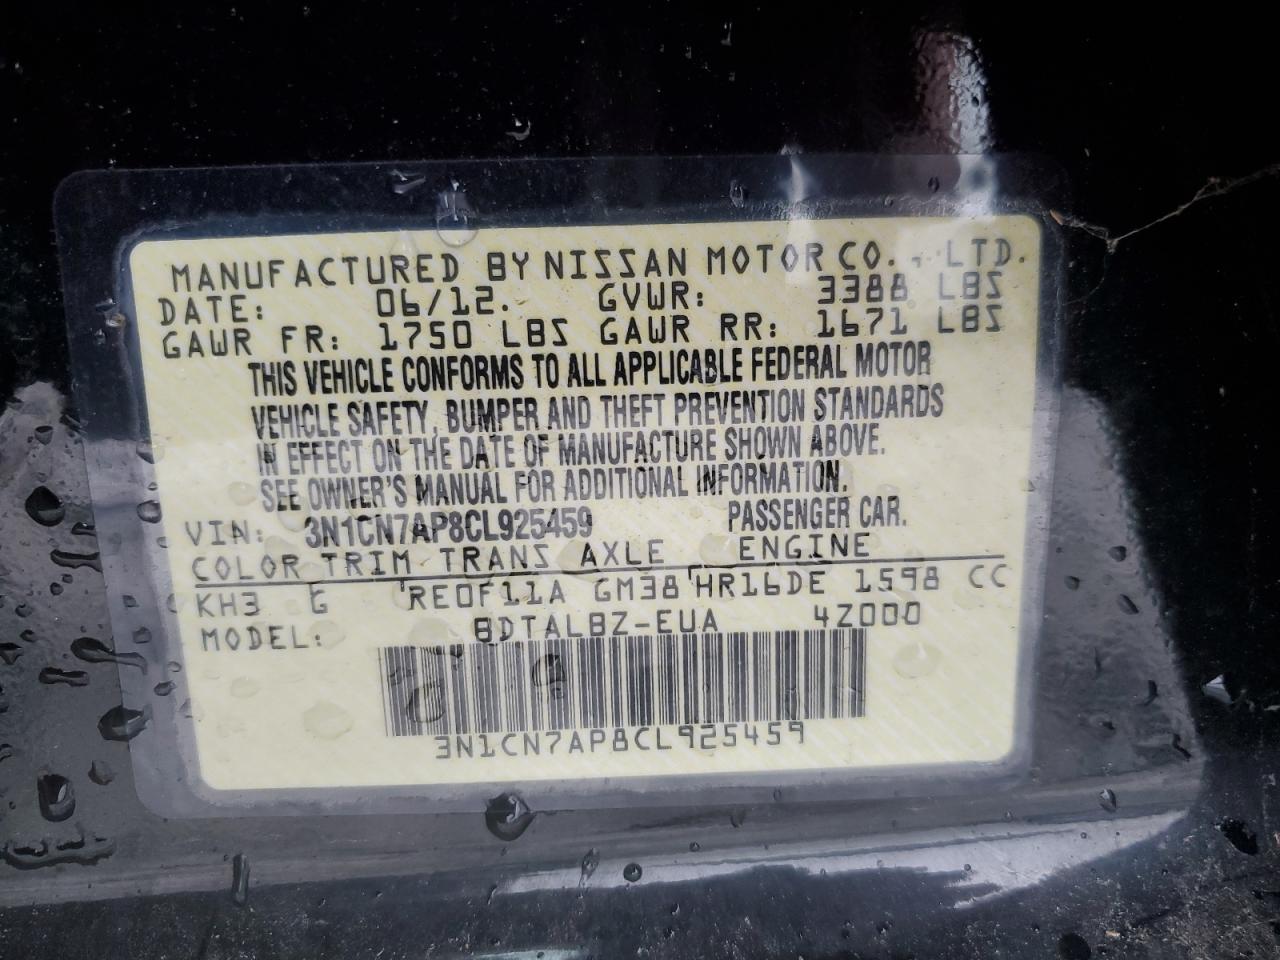 MANUFACTURED BY NISSAN MOTOR CO., LTD.
DATE: 06/12. GVWR: 3388 LBS
GAWR FR: 1750 LBS GAWR RR: 1671 LBS
THIS VEHICLE CONFORMS TO ALL APPLICABLE FEDERAL MOTOR
VEHICLE SAFETY, BUMPER AND THEFT PREVENTION STANDARDS
IN EFFECT ON THE DATE OF MANUFACTURE SHOWN ABOVE.
SEE OWNER'S MANUAL FOR ADDITIONAL INFORMATION.
VIN: 3N1CN7AP8CL925459 PASSENGER CAR.
COLOR TRIM TRANS AXLE ENGINE
KH3 G RE0F11A GM38 HR16DE 1598 CC
MODEL: BDTALBZ-EUA 4Z000
3N1CN7AP8CL925459